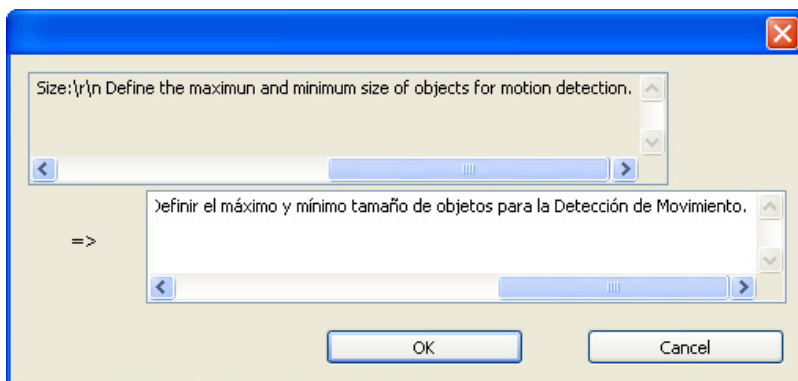 Size:\r\n Define the maximun and minimum size of objects for motion detection.
=>
Definir el máximo y mínimo tamaño de objetos para la Detección de Movimiento.
OK
Cancel